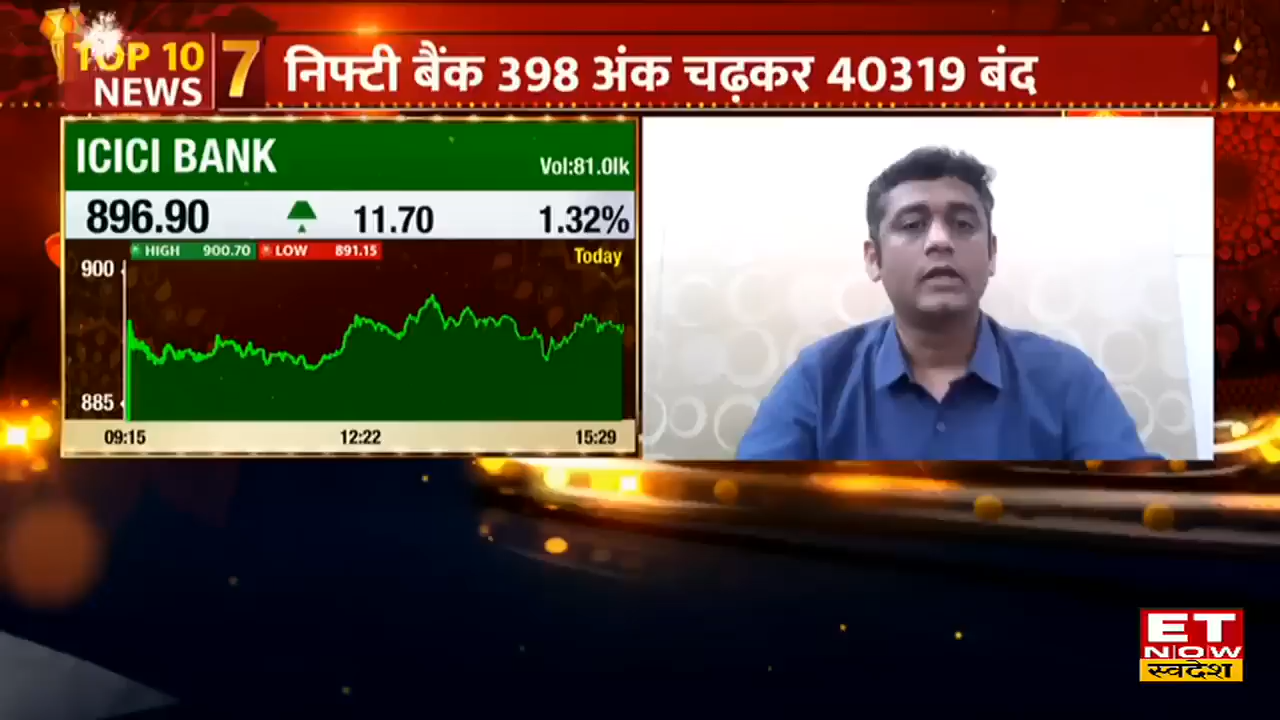 TOP 10
NEWS
7
निफ्टी बैंक 398 अंक चढ़कर 40319 बंद
ICICI BANK
Vol:81.0lk
896.90 11.70 1.32%
HIGH 900.70 LOW 891.15
Today
900
885
09:15 12:22 15:29
ET
NOW
स्वदेश